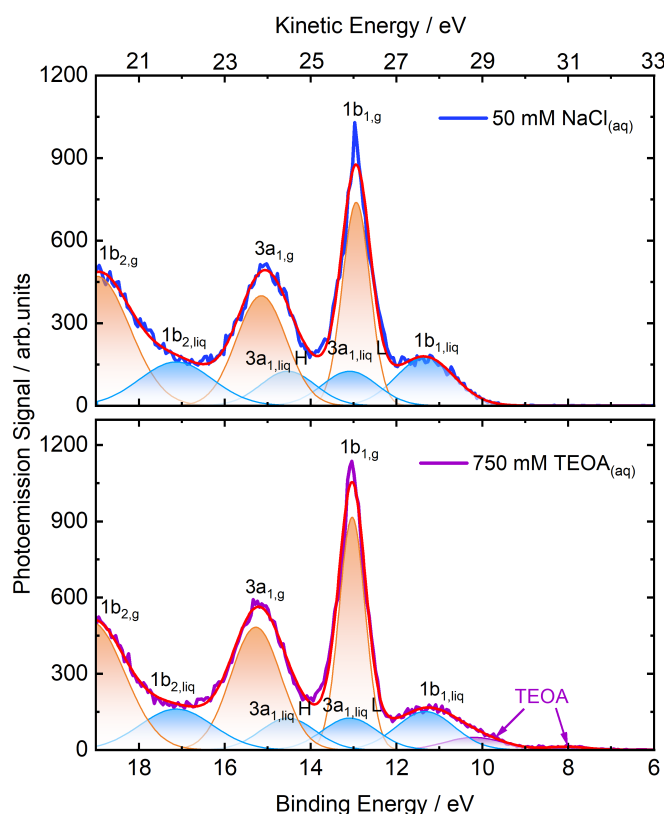 Kinetic Energy / eV
21 23 24 25 26 27 28 29 31 33
1200
900
600
300
0
1b1,g
50 mM NaCl(aq)
3a1,g
1b2,g
1b2,liq
3a1,liq H
3a1,liq L
1b1,liq
Photoemission Signal / arb.units
1200
900
600
300
0
1b1,g
750 mM TEOA(aq)
3a1,g
1b2,g
1b2,liq
3a1,liq H
3a1,liq L
1b1,liq
TEOA
18 16 14 12 10 8 6
Binding Energy / eV